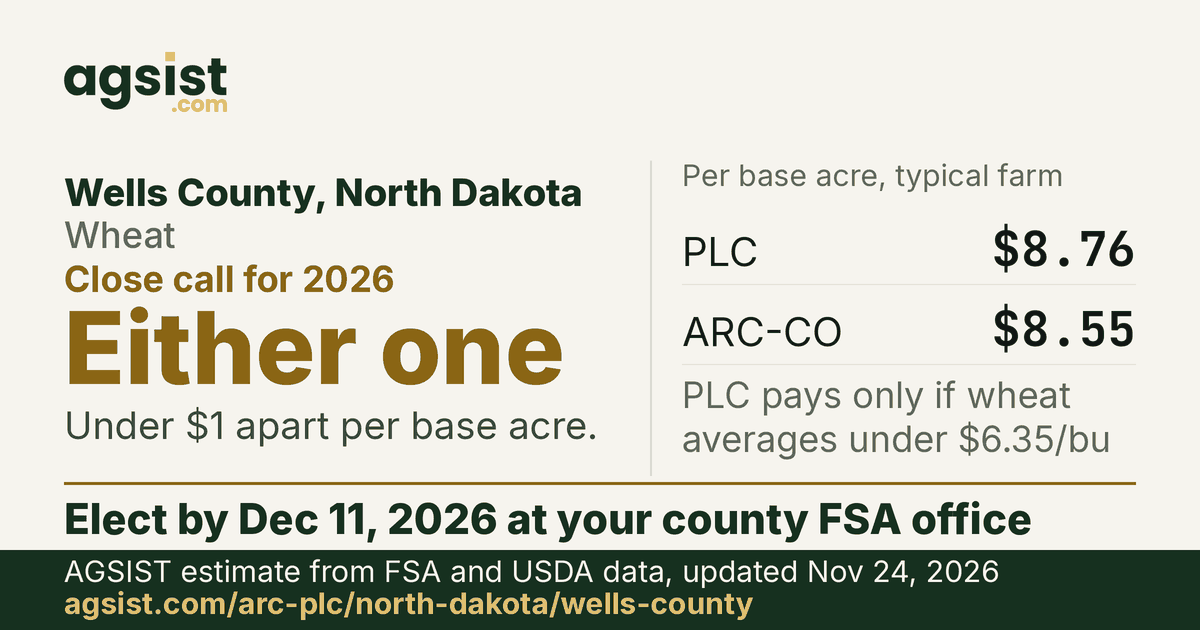 agsist
.com
Wells County, North Dakota
Wheat
Close call for 2026
Either one
Under $1 apart per base acre.
Per base acre, typical farm
PLC $8.76
ARC-CO $8.55
PLC pays only if wheat
averages under $6.35/bu
Elect by Dec 11, 2026 at your county FSA office
AGSIST estimate from FSA and USDA data, updated Nov 24, 2026
agsist.com/arc-plc/north-dakota/wells-county